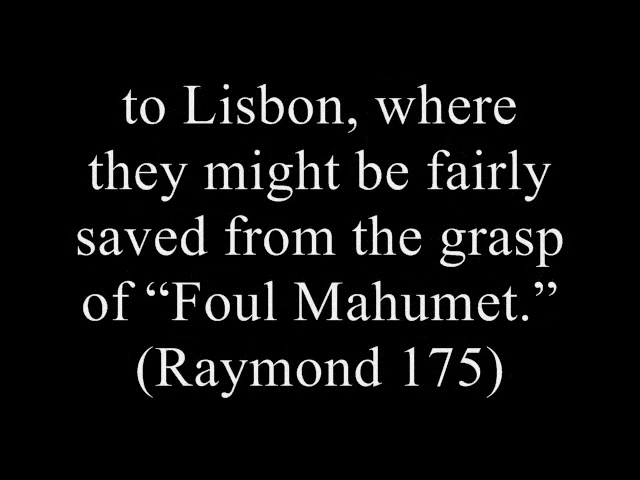 to Lisbon, where
they might be fairly
saved from the grasp
of “Foul Mahumet.”
(Raymond 175)